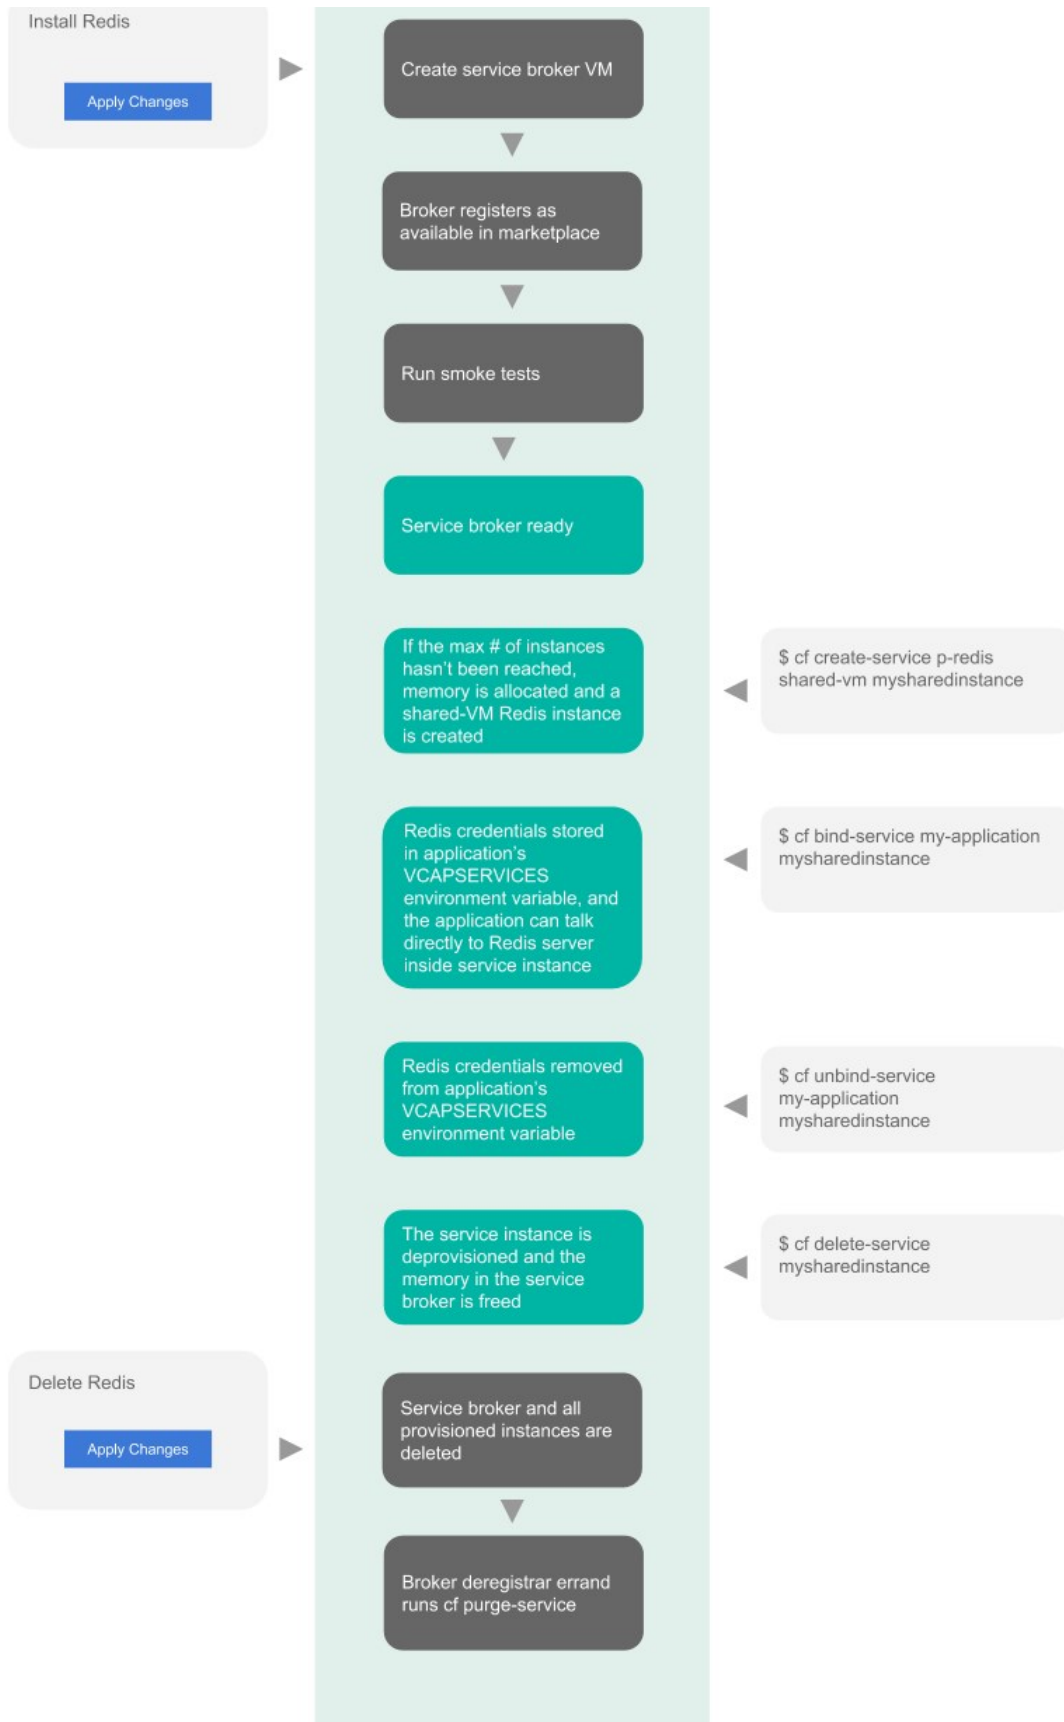 Install Redis
Apply Changes
Create service broker VM
Broker registers as
available in marketplace
Run smoke tests
Service broker ready
If the max # of instances
hasn't been reached,
memory is allocated and a
shared-VM Redis instance
is created
$ cf create-service p-redis
shared-vm mysharedinstance
Redis credentials stored
in application's
VCAPSERVICES
environment variable, and
the application can talk
directly to Redis server
inside service instance
$ cf bind-service my-application
mysharedinstance
Redis credentials removed
from application's
VCAPSERVICES
environment variable
$ cf unbind-service
my-application
mysharedinstance
The service instance is
deprovisioned and the
memory in the service
broker is freed
$ cf delete-service
mysharedinstance
Delete Redis
Apply Changes
Service broker and all
provisioned instances are
deleted
Broker deregistrar errand
runs cf purge-service